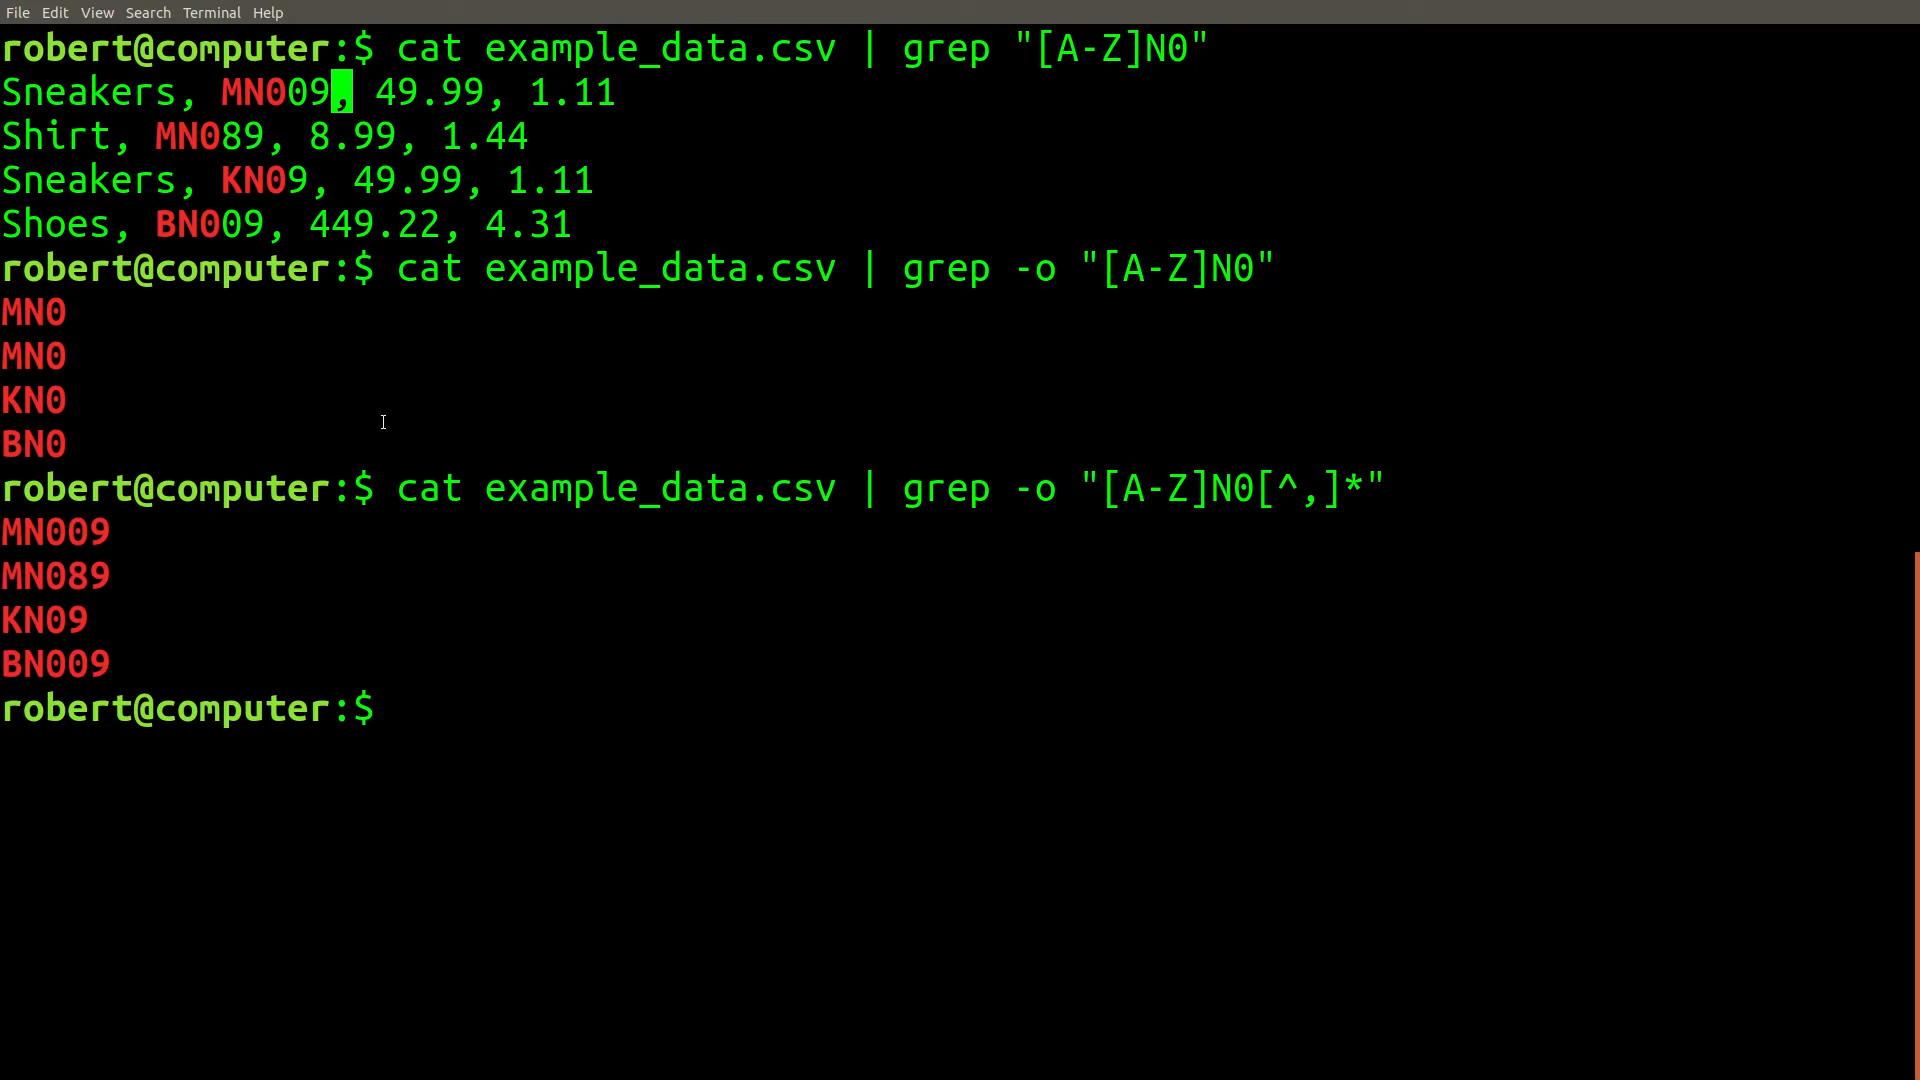 File Edit View Search Terminal Help
robert@computer:$ cat example_data.csv | grep "[A-Z]N0"
Sneakers, MN009, 49.99, 1.11
Shirt, MN089, 8.99, 1.44
Sneakers, KN09, 49.99, 1.11
Shoes, BN009, 449.22, 4.31
robert@computer:$ cat example_data.csv | grep -o "[A-Z]N0"
MN0
MN0
KN0
BN0
robert@computer:$ cat example_data.csv | grep -o "[A-Z]N0[^,]*"
MN009
MN089
KN09
BN009
robert@computer:$